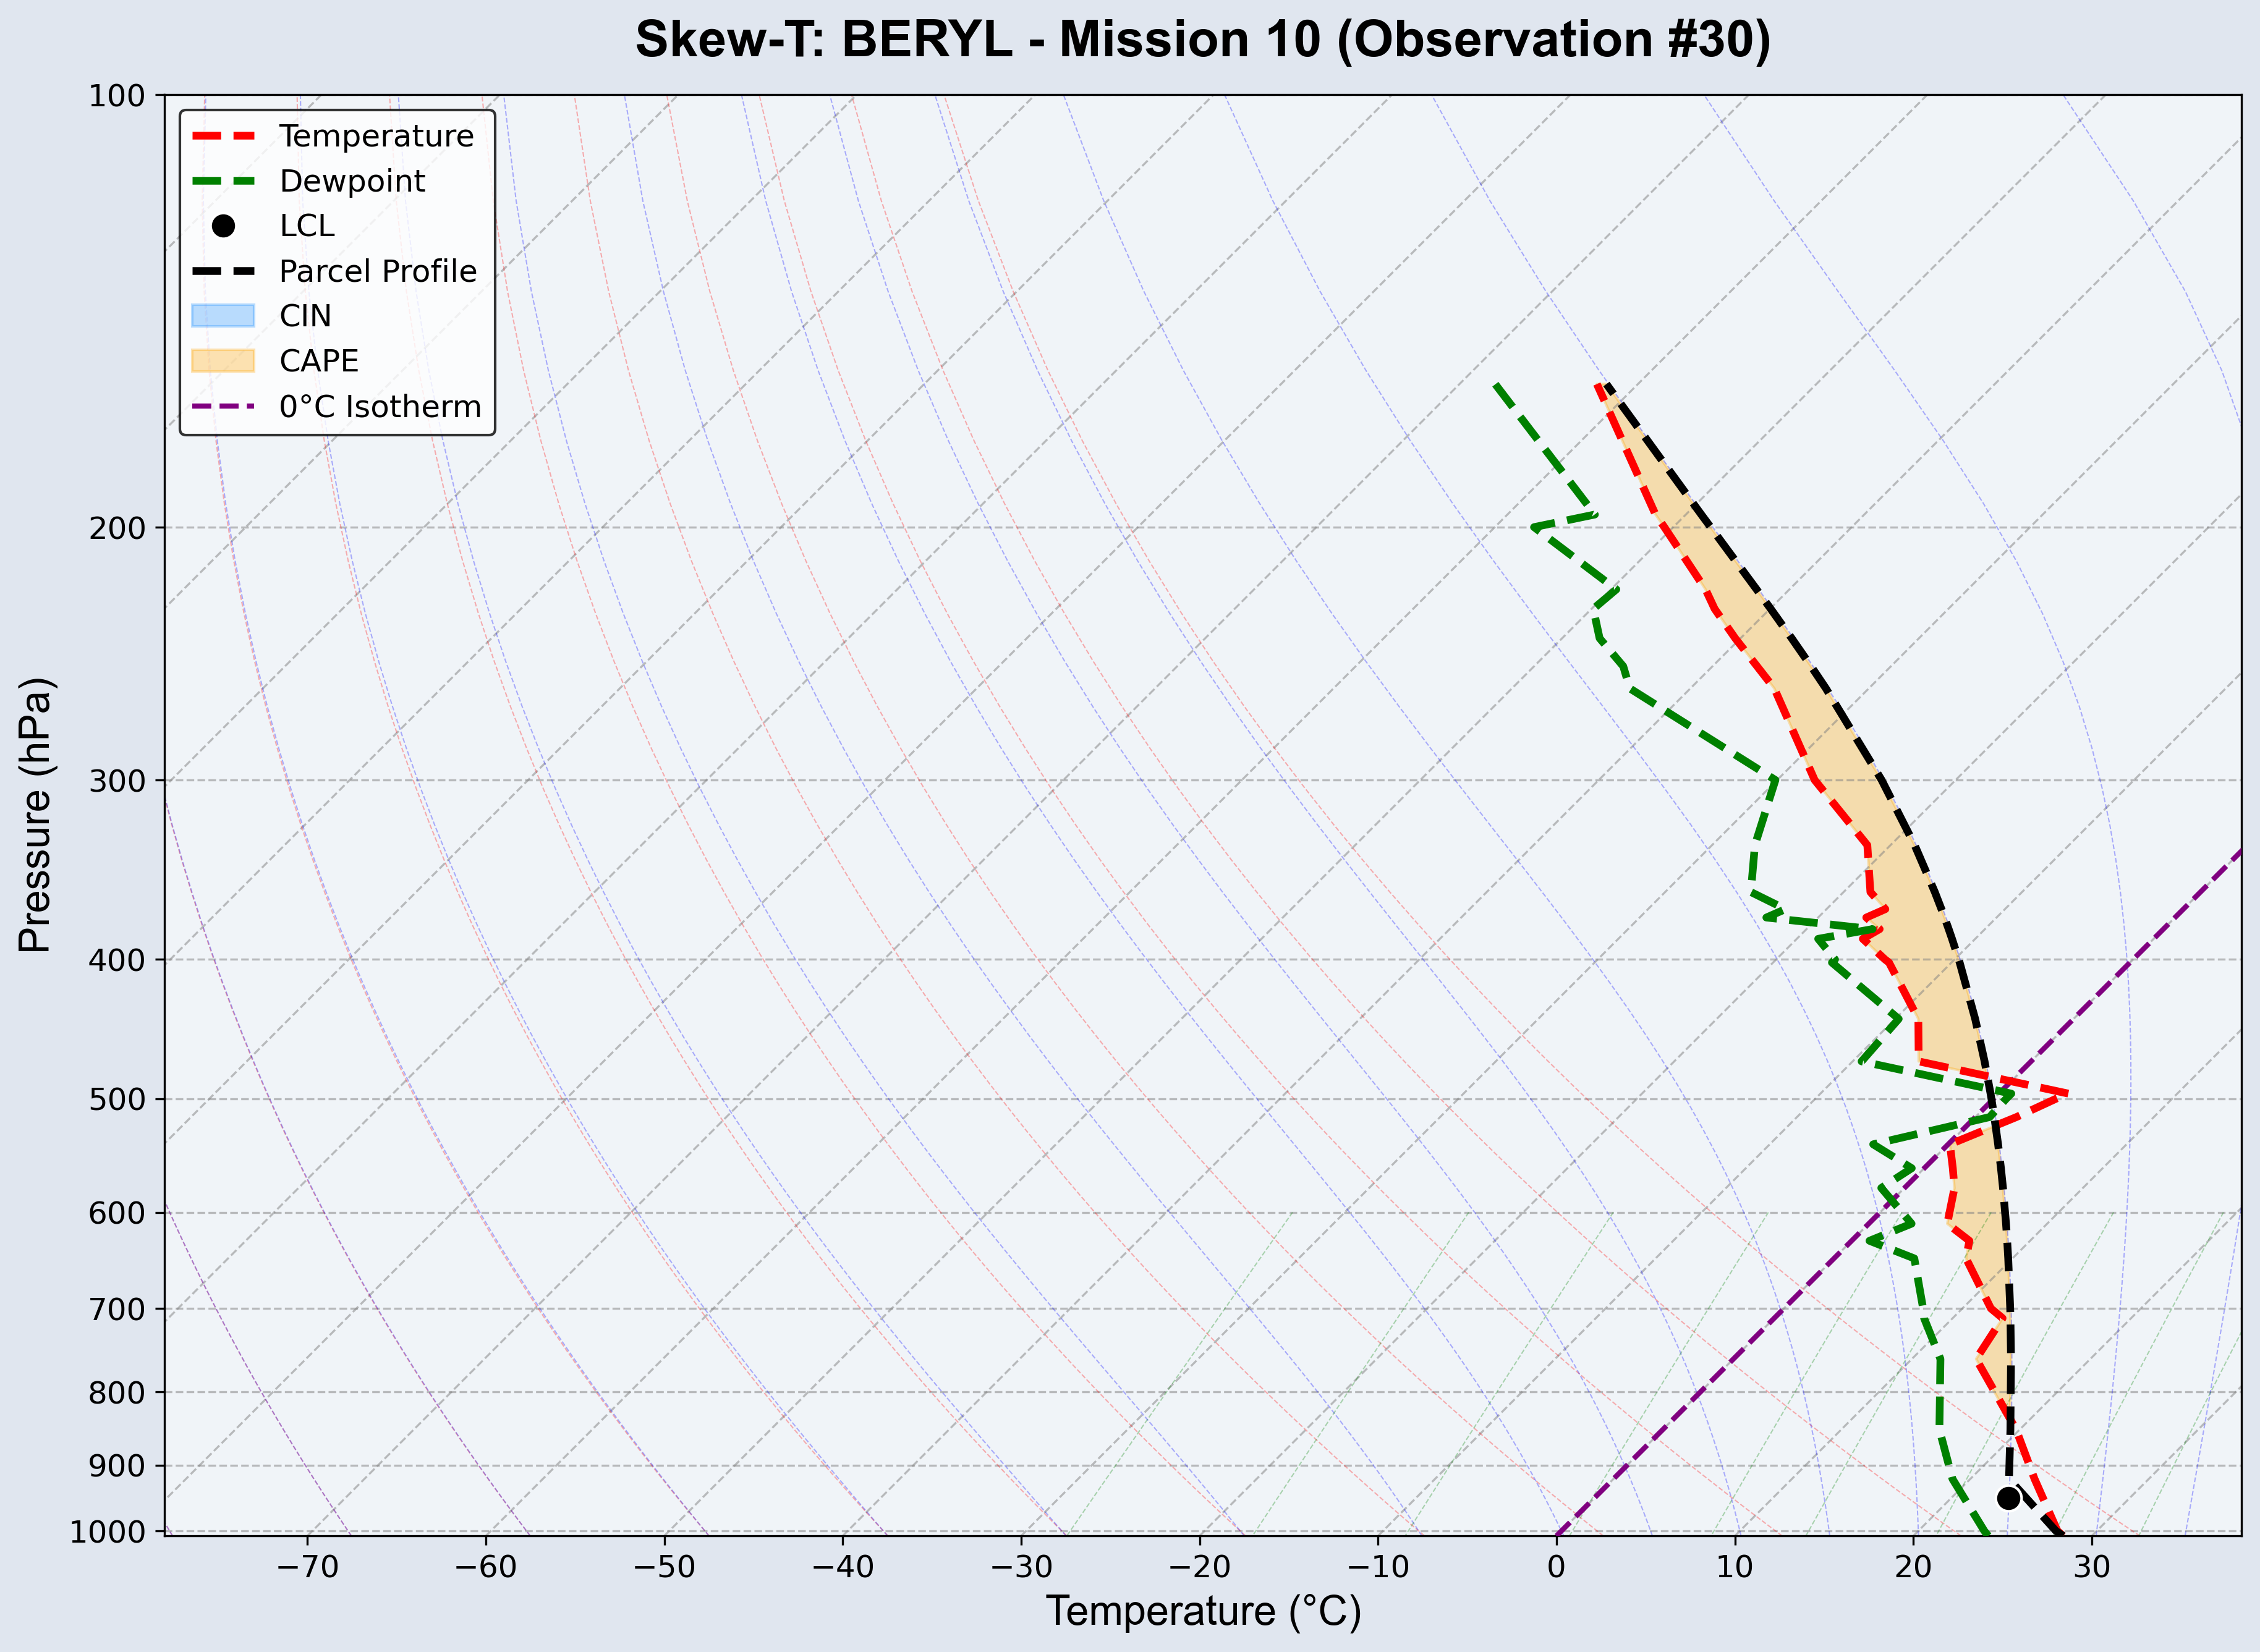 Skew-T: BERYL - Mission 10 (Observation #30)
Temperature
Dewpoint
LCL
Parcel Profile
CIN
CAPE
0°C Isotherm
Pressure (hPa)
100
200
300
400
500
600
700
800
900
1000
−70 −60 −50 −40 −30 −20 −10 0 10 20 30
Temperature (°C)